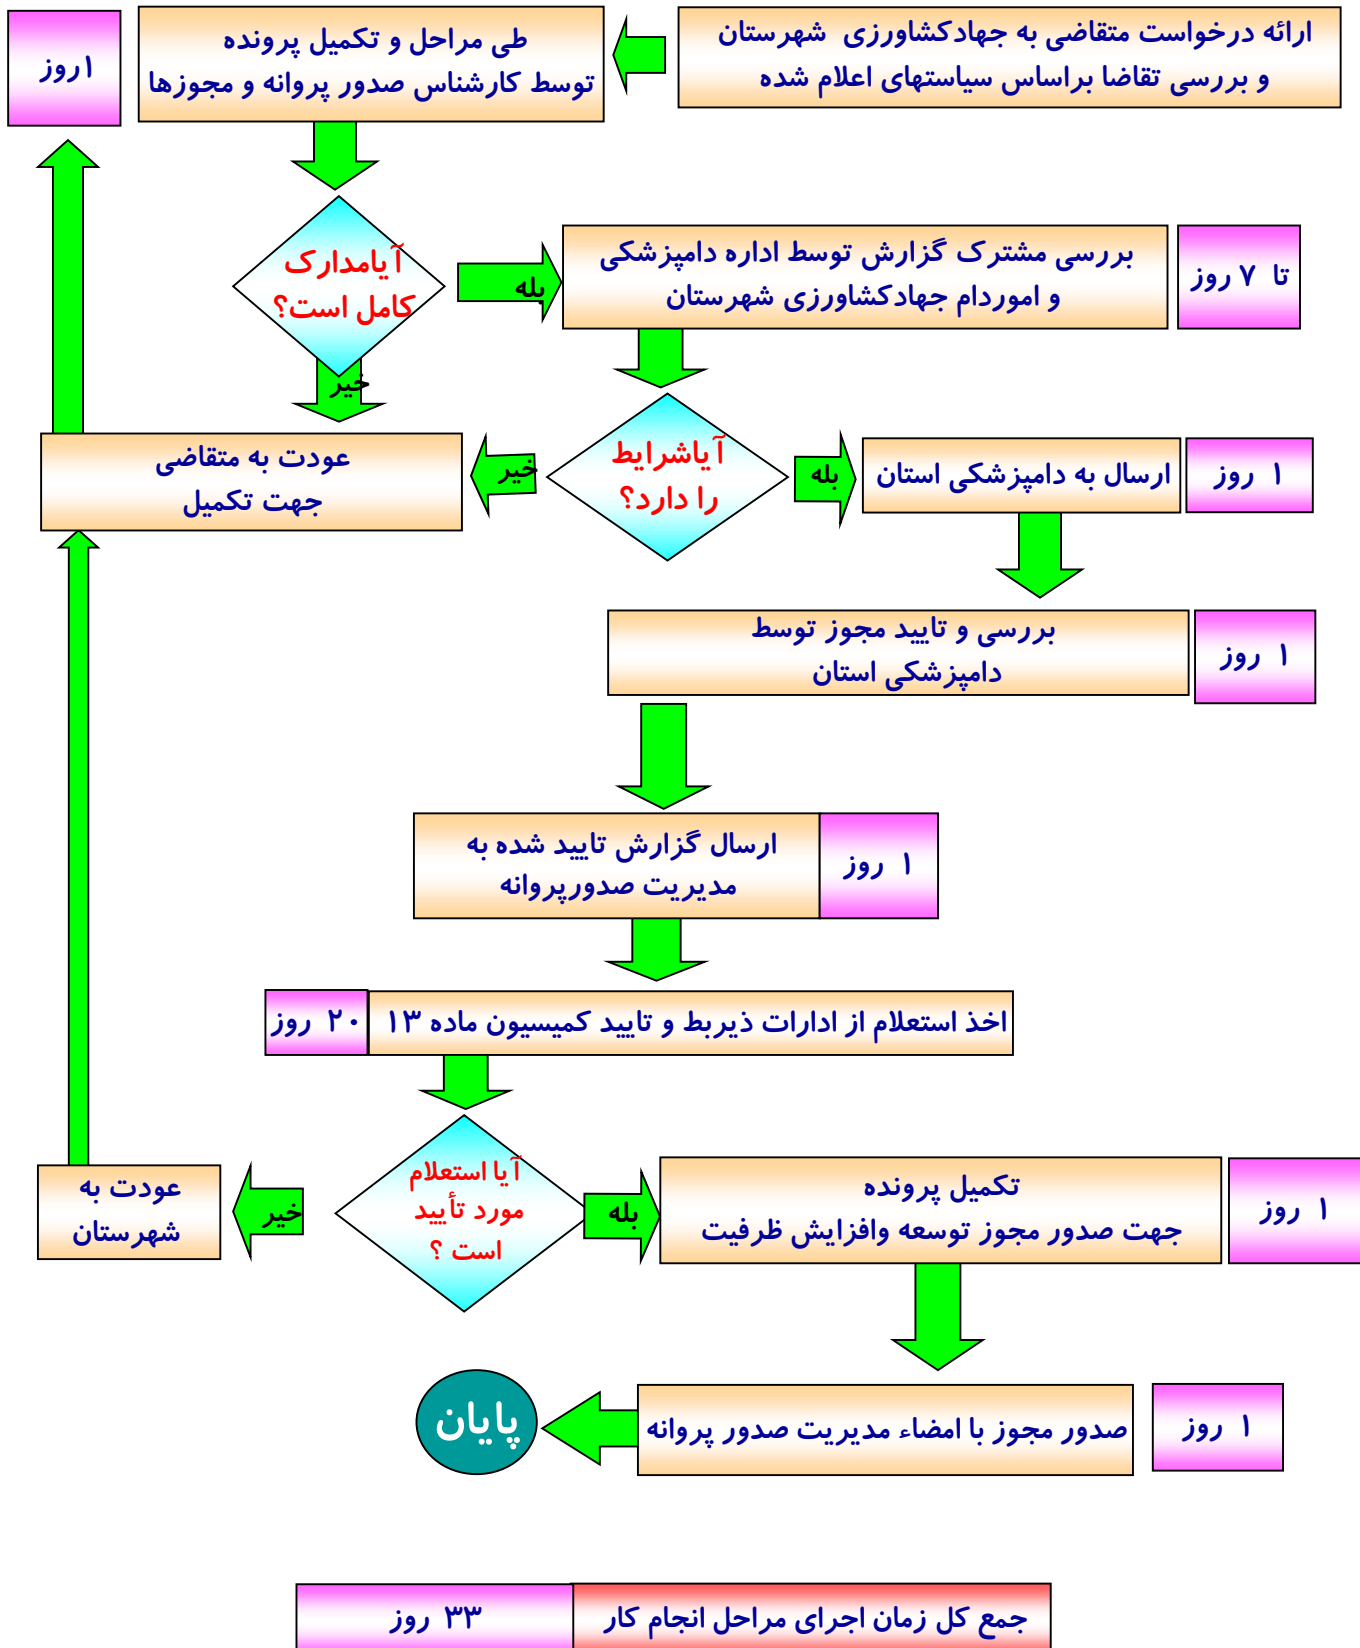 ارائه درخواست متقاضی به جهادکشاورزی شهرستان
و بررسی تقاضا براساس سیاستهای اعلام شده
طی مراحل و تکمیل پرونده
توسط کارشناس صدور پروانه و مجوزها
۱روز
آیامدارک
کامل است؟
بله
خیر
بررسی مشترک گزارش توسط اداره دامپزشکی
و اموردام جهادکشاورزی شهرستان
تا ۷ روز
آیاشرایط
را دارد؟
بله
خیر
عودت به متقاضی
جهت تکمیل
ارسال به دامپزشکی استان
۱ روز
بررسی و تایید مجوز توسط
دامپزشکی استان
۱ روز
ارسال گزارش تایید شده به
مدیریت صدورپروانه
۱ روز
اخذ استعلام از ادارات ذیربط و تایید کمیسیون ماده ۱۳
۲۰ روز
آیا استعلام
مورد تأیید
است ؟
بله
خیر
عودت به
شهرستان
تکمیل پرونده
جهت صدور مجوز توسعه وافزایش ظرفیت
۱ روز
صدور مجوز با امضاء مدیریت صدور پروانه
۱ روز
پایان
جمع کل زمان اجرای مراحل انجام کار
۳۳ روز